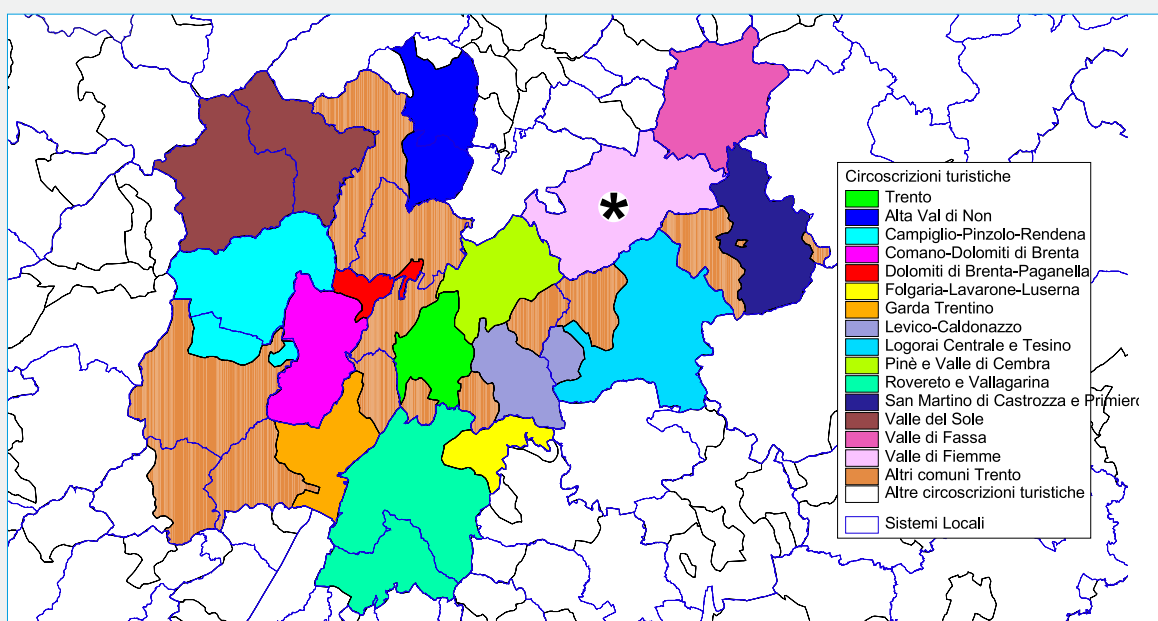 *
Circoscrizioni turistiche
Trento
Alta Val di Non
Campiglio-Pinzolo-Rendena
Comano-Dolomiti di Brenta
Dolomiti di Brenta-Paganella
Folgaria-Lavarone-Luserna
Garda Trentino
Levico-Caldonazzo
Logorai Centrale e Tesino
Pinè e Valle di Cembra
Rovereto e Vallagarina
San Martino di Castrozza e Primiero
Valle del Sole
Valle di Fassa
Valle di Fiemme
Altri comuni Trento
Altre circoscrizioni turistiche
Sistemi Locali